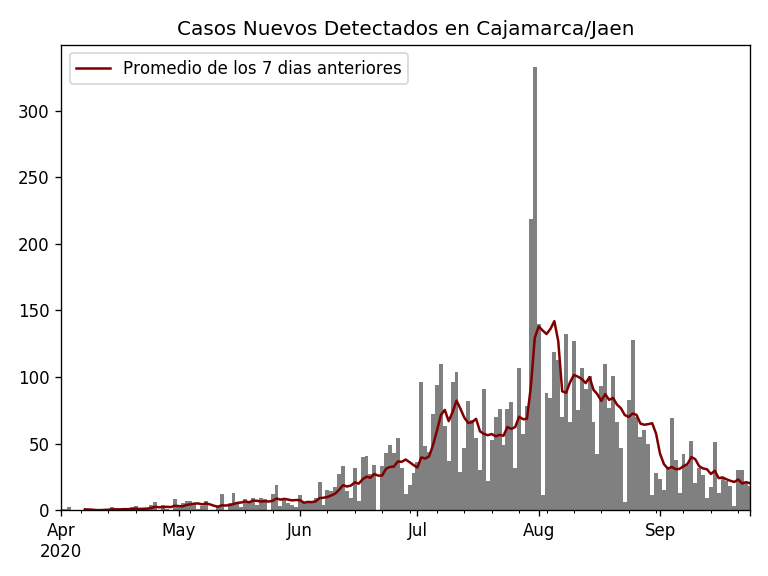 Casos Nuevos Detectados en Cajamarca/Jaen
Promedio de los 7 dias anteriores
300
250
200
150
100
50
0
Apr May Jun Jul Aug Sep
2020